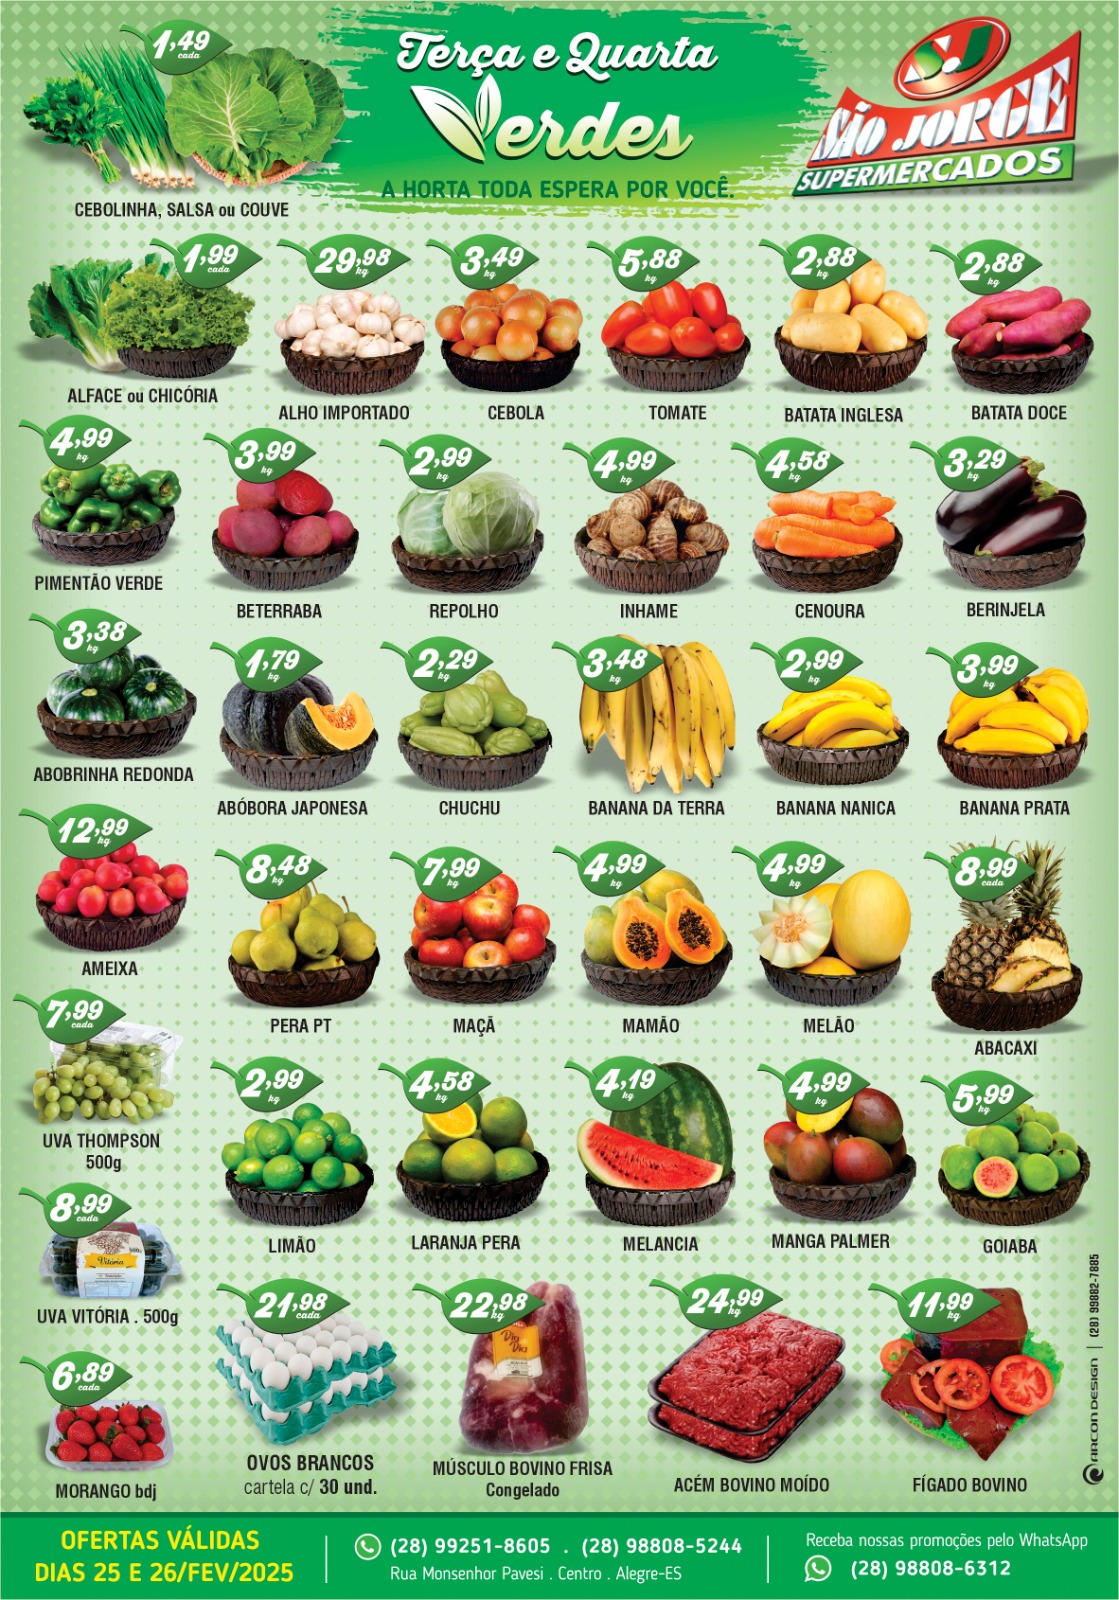 1,49
cada
CEBOLINHA, SALSA ou COUVE
Terça e Quarta
Verdes
A HORTA TODA ESPERA POR VOCÊ.
SJ
SÃO JORGE
SUPERMERCADOS
1,99
cada
ALFACE ou CHICÓRIA
29,98
kg
ALHO IMPORTADO
3,49
kg
CEBOLA
5,88
kg
TOMATE
2,88
kg
BATATA INGLESA
2,88
kg
BATATA DOCE
4,99
kg
PIMENTÃO VERDE
3,99
kg
BETERRABA
2,99
kg
REPOLHO
4,99
kg
INHAME
4,58
kg
CENOURA
3,29
kg
BERINJELA
3,38
kg
ABOBRINHA REDONDA
1,79
kg
ABÓBORA JAPONESA
2,29
kg
CHUCHU
3,48
kg
BANANA DA TERRA
2,99
kg
BANANA NANICA
3,99
kg
BANANA PRATA
12,99
kg
AMEIXA
8,48
kg
PERA PT
7,99
kg
MAÇÃ
4,99
kg
MAMÃO
4,99
kg
MELÃO
8,99
cada
ABACAXI
7,99
cada
UVA THOMPSON
500g
2,99
kg
LIMÃO
4,58
kg
LARANJA PERA
4,19
kg
MELANCIA
4,99
kg
MANGA PALMER
5,99
kg
GOIABA
8,99
cada
Vitória
500g
UVA VITÓRIA . 500g
6,89
cada
MORANGO bdj
21,98
cada
OVOS BRANCOS
cartela c/ 30 und.
22,98
kg
Dia
Dia
MÚSCULO BOVINO FRISA
Congelado
24,99
kg
ACÉM BOVINO MOÍDO
11,99
kg
FÍGADO BOVINO
ARCON DESIGN | (28) 99882-7885
OFERTAS VÁLIDAS
DIAS 25 E 26/FEV/2025
(28) 99251-8605 . (28) 98808-5244
Rua Monsenhor Pavesi . Centro . Alegre-ES
Receba nossas promoções pelo WhatsApp
(28) 98808-6312